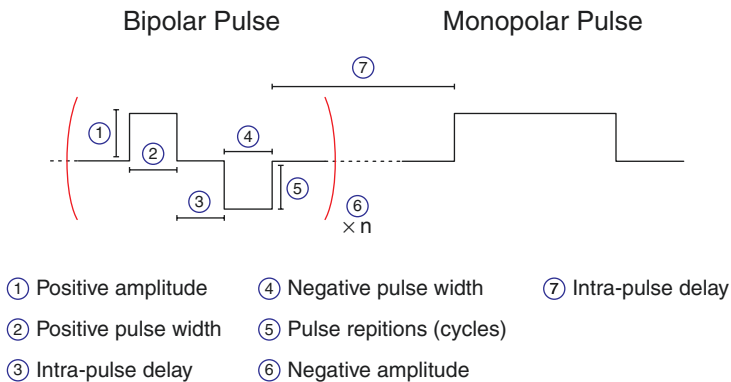 Bipolar Pulse
Monopolar Pulse
7
1
2
4
3
5
6
× n
1 Positive amplitude
4 Negative pulse width
7 Intra-pulse delay
2 Positive pulse width
5 Pulse repitions (cycles)
3 Intra-pulse delay
6 Negative amplitude